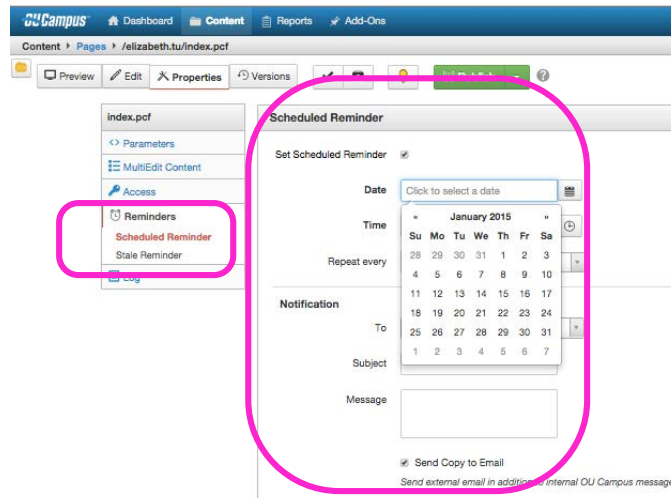 OU Campus Dashboard Content Reports Add-Ons
Content Pages /elizabeth.tu/index.pcf
Preview Edit Properties Versions
index.pcf
Parameters
MultiEdit Content
Access
Reminders
Scheduled Reminder
Stale Reminder
Log
Scheduled Reminder
Set Scheduled Reminder
Date Click to select a date
« January 2015 »
Su Mo Tu We Th Fr Sa
28 29 30 31 1 2 3
4 5 6 7 8 9 10
11 12 13 14 15 16 17
18 19 20 21 22 23 24
25 26 27 28 29 30 31
1 2 3 4 5 6 7
Time
Repeat every
Notification
To
Subject
Message
Send Copy to Email
Send external email in addition to internal OU Campus message